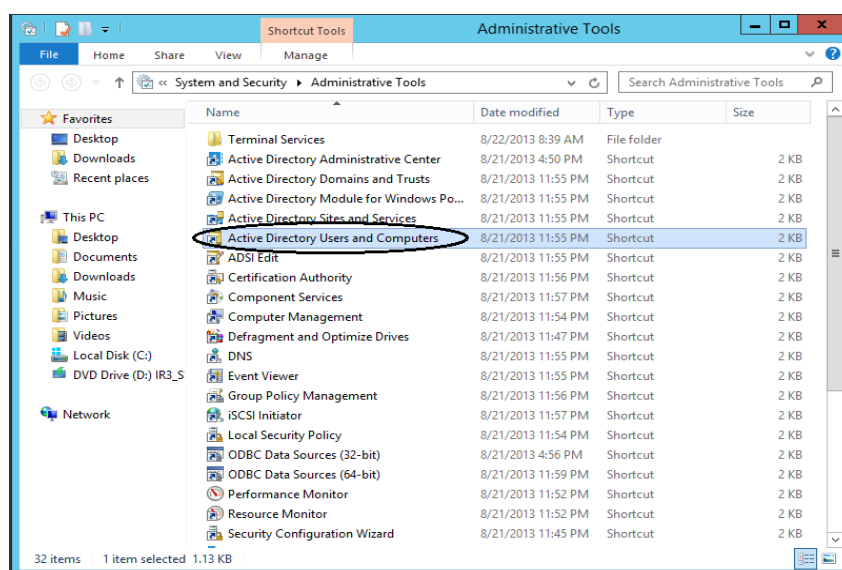 Shortcut Tools Administrative Tools
File Home Share View Manage
« System and Security Administrative Tools Search Administrative Tools
Favorites
Desktop
Downloads
Recent places
This PC
Desktop
Documents
Downloads
Music
Pictures
Videos
Local Disk (C:)
DVD Drive (D:) IR3_S
Network
Name Date modified Type Size
Terminal Services 8/22/2013 8:39 AM File folder
Active Directory Administrative Center 8/21/2013 4:50 PM Shortcut 2 KB
Active Directory Domains and Trusts 8/21/2013 11:55 PM Shortcut 2 KB
Active Directory Module for Windows Po... 8/21/2013 11:55 PM Shortcut 2 KB
Active Directory Sites and Services 8/21/2013 11:55 PM Shortcut 2 KB
Active Directory Users and Computers 8/21/2013 11:55 PM Shortcut 2 KB
ADSI Edit 8/21/2013 11:55 PM Shortcut 2 KB
Certification Authority 8/21/2013 11:56 PM Shortcut 2 KB
Component Services 8/21/2013 11:57 PM Shortcut 2 KB
Computer Management 8/21/2013 11:54 PM Shortcut 2 KB
Defragment and Optimize Drives 8/21/2013 11:47 PM Shortcut 2 KB
DNS 8/21/2013 11:55 PM Shortcut 2 KB
Event Viewer 8/21/2013 11:55 PM Shortcut 2 KB
Group Policy Management 8/21/2013 11:56 PM Shortcut 2 KB
iSCSI Initiator 8/21/2013 11:57 PM Shortcut 2 KB
Local Security Policy 8/21/2013 11:54 PM Shortcut 2 KB
ODBC Data Sources (32-bit) 8/21/2013 4:56 PM Shortcut 2 KB
ODBC Data Sources (64-bit) 8/21/2013 11:59 PM Shortcut 2 KB
Performance Monitor 8/21/2013 11:52 PM Shortcut 2 KB
Resource Monitor 8/21/2013 11:52 PM Shortcut 2 KB
Security Configuration Wizard 8/21/2013 11:45 PM Shortcut 2 KB
32 items 1 item selected 1.13 KB